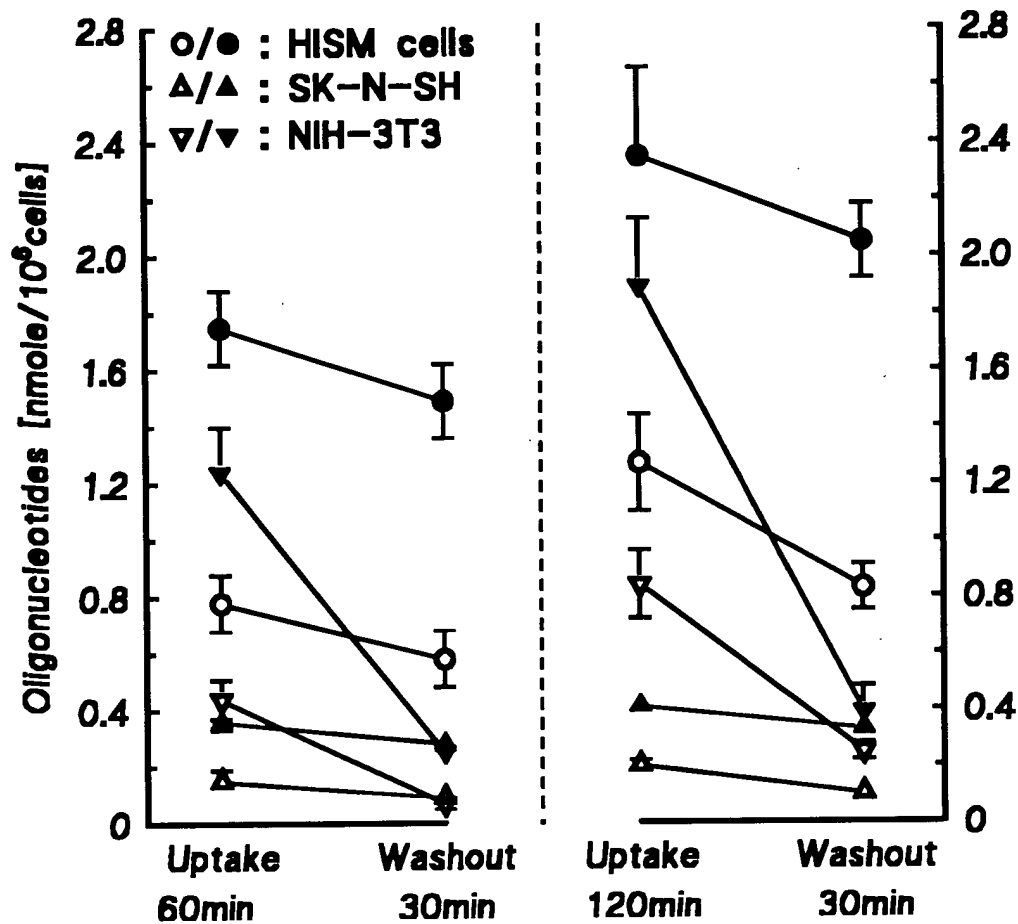 2.8
2.4
2.0
1.6
1.2
0.8
0.4
0
Oligonucleotides [nmole/10⁶cells]
○/● : HISM cells
△/▲ : SK-N-SH
▽/▼ : NIH-3T3
2.8
2.4
2.0
1.6
1.2
0.8
0.4
0
Uptake Washout Uptake Washout
60min 30min 120min 30min